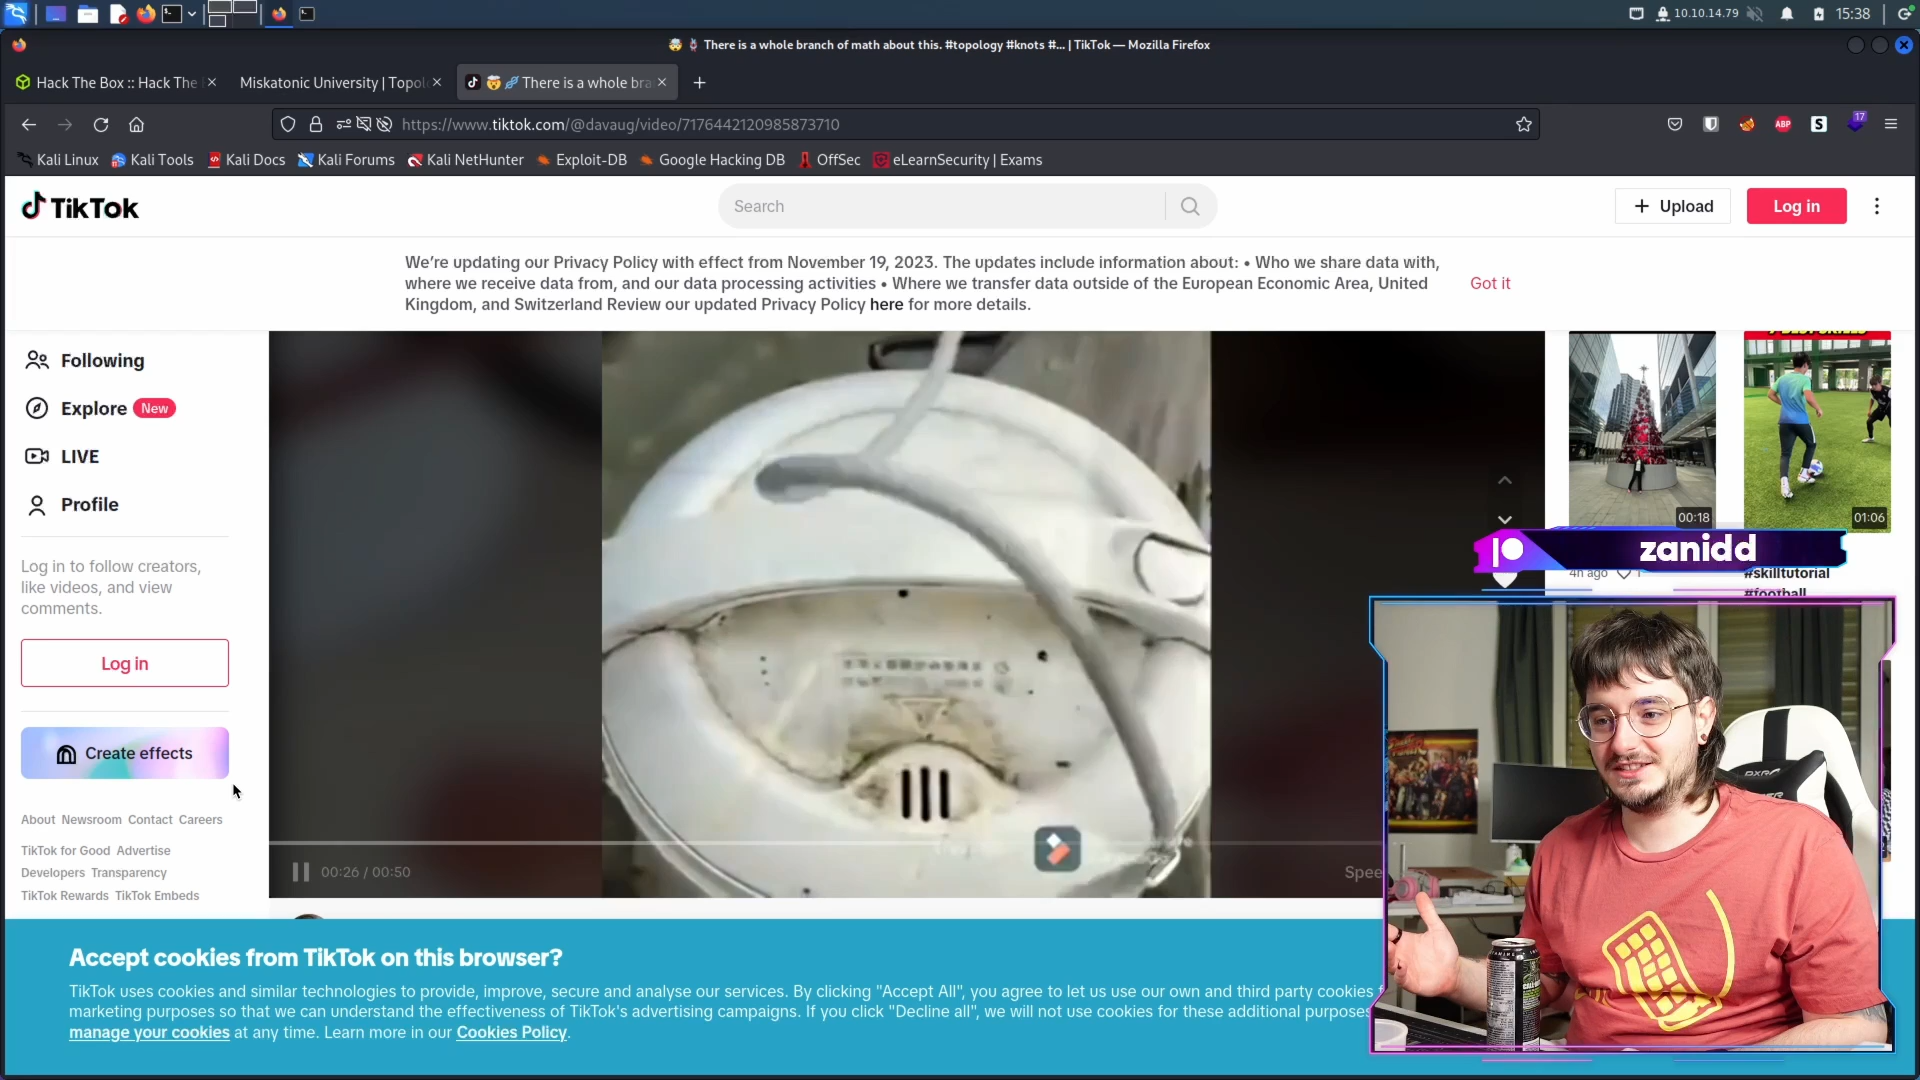 10.10.14.79
15:38
There is a whole branch of math about this. #topology #knots #... | TikTok — Mozilla Firefox
Hack The Box :: Hack The
Miskatonic University | Topol
There is a whole bra
https://www.tiktok.com/@davaug/video/7176442120985873710
ABP
S
17
Kali Linux
Kali Tools
Kali Docs
Kali Forums
Kali NetHunter
Exploit-DB
Google Hacking DB
OffSec
eLearnSecurity | Exams
TikTok
Search
Upload
Log in
We're updating our Privacy Policy with effect from November 19, 2023. The updates include information about: • Who we share data with,
where we receive data from, and our data processing activities • Where we transfer data outside of the European Economic Area, United
Kingdom, and Switzerland Review our updated Privacy Policy here for more details.
Got it
Following
Explore New
LIVE
Profile
Log in to follow creators,
like videos, and view
comments.
Log in
Create effects
About Newsroom Contact Careers
TikTok for Good Advertise
Developers Transparency
TikTok Rewards TikTok Embeds
00:26 / 00:50
00:18
01:06
zanidd
4h ago
#skilltutorial
#football
Accept cookies from TikTok on this browser?
TikTok uses cookies and similar technologies to provide, improve, secure and analyse our services. By clicking "Accept All", you agree to let us use our own and third party cookies
marketing purposes so that we can understand the effectiveness of TikTok's advertising campaigns. If you click "Decline all", we will not use cookies for these additional purposes
manage your cookies at any time. Learn more in our Cookies Policy.